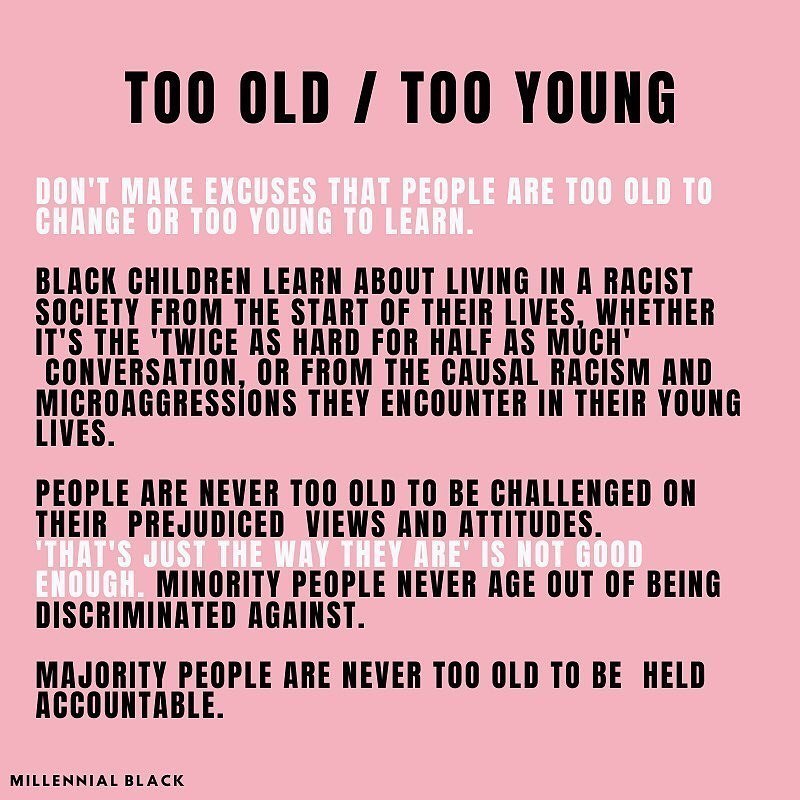 TOO OLD / TOO YOUNG
DON'T MAKE EXCUSES THAT PEOPLE ARE TOO OLD TO
CHANGE OR TOO YOUNG TO LEARN.
BLACK CHILDREN LEARN ABOUT LIVING IN A RACIST
SOCIETY FROM THE START OF THEIR LIVES, WHETHER
IT'S THE 'TWICE AS HARD FOR HALF AS MUCH'
CONVERSATION, OR FROM THE CAUSAL RACISM AND
MICROAGGRESSIONS THEY ENCOUNTER IN THEIR YOUNG
LIVES.
PEOPLE ARE NEVER TOO OLD TO BE CHALLENGED ON
THEIR PREJUDICED VIEWS AND ATTITUDES.
'THAT'S JUST THE WAY THEY ARE' IS NOT GOOD
ENOUGH. MINORITY PEOPLE NEVER AGE OUT OF BEING
DISCRIMINATED AGAINST.
MAJORITY PEOPLE ARE NEVER TOO OLD TO BE HELD
ACCOUNTABLE.
MILLENNIAL BLACK